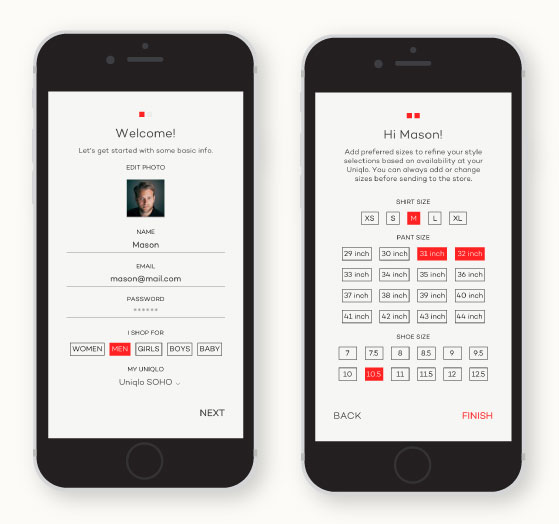 Welcome!
Let's get started with some basic info.
EDIT PHOTO
NAME
Mason
EMAIL
mason@mail.com
PASSWORD
******
I SHOP FOR
WOMEN MEN GIRLS BOYS BABY
MY UNIQLO
Uniqlo SOHO
NEXT
Hi Mason!
Add preferred sizes to refine your style
selections based an availability at your
Uniqlo. You can always add or change
sizes before sending to the store.
SHIRT SIZE
XS S M L XL
PANT SIZE
29 inch 30 inch 31 inch 32 inch
33 inch 34 inch 35 inch 36 inch
37 inch 38 inch 39 inch 40 inch
41 inch 42 inch 43 inch 44 inch
SHOE SIZE
7 7.5 8 8.5 9 9.5
10 10.5 11 11.5 12 12.5
BACK FINISH